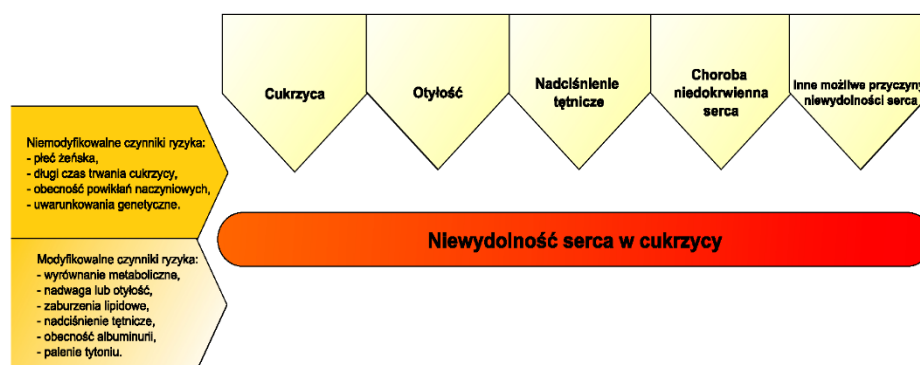 Cukrzyca
Otyłość
Nadciśnienie
tętnicze
Choroba
niedokrwienna
serca
Inne możliwe przyczyny
niewydolności serca
Niemodyfikowalne czynniki ryzyka:
- płeć żeńska,
- długi czas trwania cukrzycy,
- obecność powikłań naczyniowych,
- uwarunkowania genetyczne.
Niewydolność serca w cukrzycy
Modyfikowalne czynniki ryzyka:
- wyrównanie metaboliczne,
- nadwaga lub otyłość,
- zaburzenia lipidowe,
- nadciśnienie tętnicze,
- obecność albuminurii,
- palenie tytoniu.